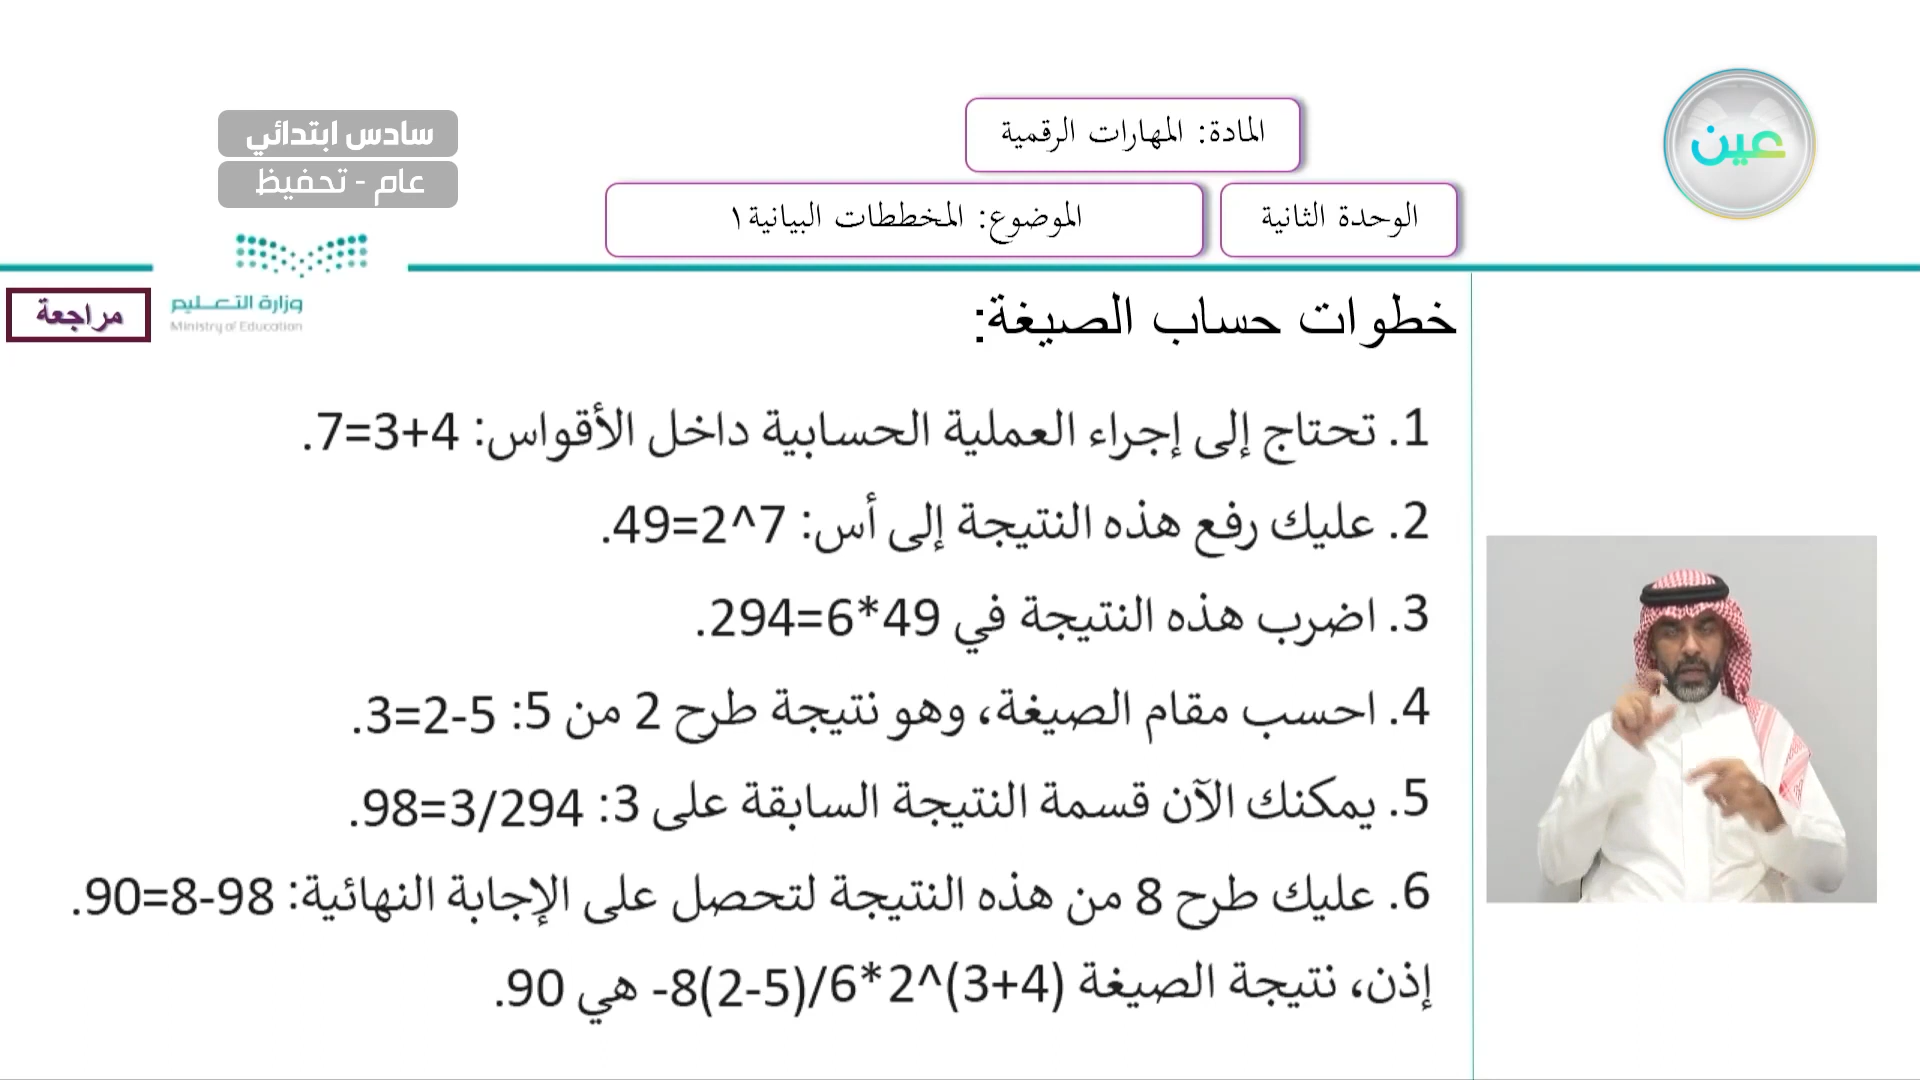 عين
المادة: المهارات الرقمية
سادس ابتدائي
عام - تحفيظ
الوحدة الثانية
الموضوع: المخططات البيانية١
وزارة التعليم
Ministry of Education
مراجعة
خطوات حساب الصيغة:
1. تحتاج إلى إجراء العملية الحسابية داخل الأقواس: 4+3=7.
2. عليك رفع هذه النتيجة إلى أس: 7^2=49.
3. اضرب هذه النتيجة في 49*6=294.
4. احسب مقام الصيغة، وهو نتيجة طرح 2 من 5: 5-2=3.
5. يمكنك الآن قسمة النتيجة السابقة على 3: 294/3=98.
6. عليك طرح 8 من هذه النتيجة لتحصل على الإجابة النهائية: 98-8=90.
إذن، نتيجة الصيغة (4+3)^2*6/(5-2)8- هي 90.